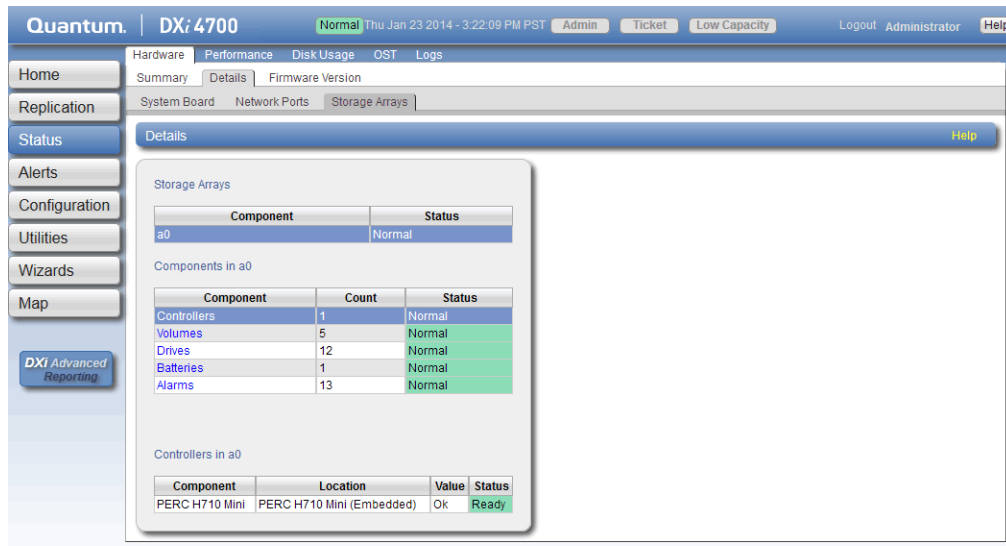 Quantum. | DXi 4700 Normal Thu Jan 23 2014 - 3:22:09 PM PST Admin Ticket Low Capacity Logout Administrator Help
Hardware Performance Disk Usage OST Logs
Summary Details Firmware Version
System Board Network Ports Storage Arrays
Home
Replication
Status
Alerts
Configuration
Utilities
Wizards
Map
DXi Advanced
Reporting
Details Help
Storage Arrays
Component Status
a0 Normal
Components in a0
Component Count Status
Controllers 1 Normal
Volumes 5 Normal
Drives 12 Normal
Batteries 1 Normal
Alarms 13 Normal
Controllers in a0
Component Location Value Status
PERC H710 Mini PERC H710 Mini (Embedded) Ok Ready